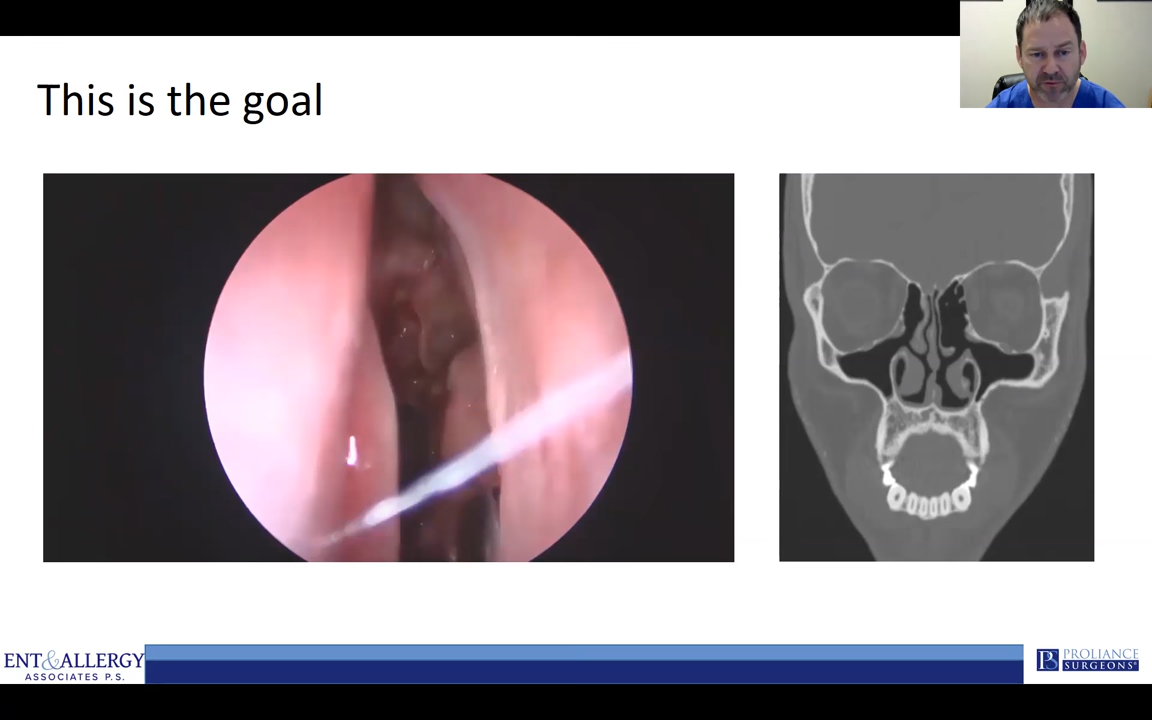 This is the goal
ENT&ALLERGY
ASSOCIATES P.S.
PROLIANCE
SURGEONS®